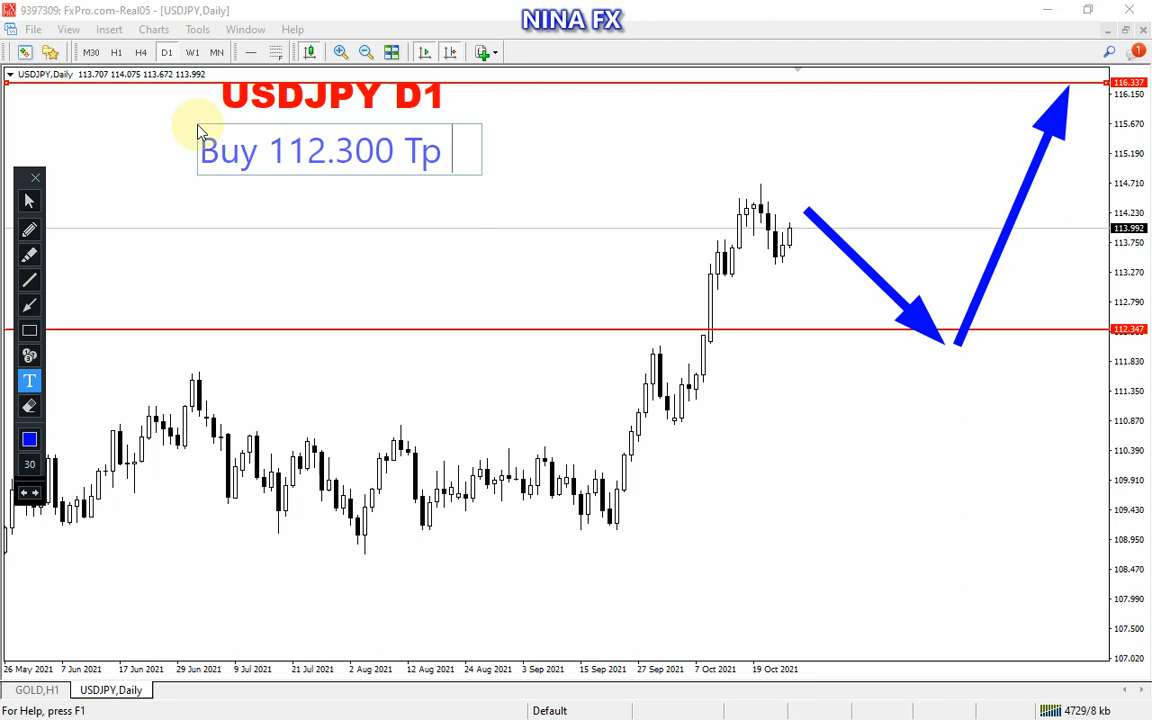 9397309: FxPro.com-Real05 - [USDJPY,Daily]
NINA FX
File View Insert Charts Tools Window Help
M30 H1 H4 D1 W1 MN
1
USDJPY,Daily 113.707 114.075 113.672 113.992
USDJPY D1
Buy 112.300 Tp
T
30
116.337
116.150
115.670
115.190
114.710
114.230
113.992
113.750
113.270
112.790
112.347
111.830
111.350
110.870
110.390
109.910
109.430
108.950
108.470
107.990
107.500
107.020
26 May 2021 7 Jun 2021 17 Jun 2021 29 Jun 2021 9 Jul 2021 21 Jul 2021 2 Aug 2021 12 Aug 2021 24 Aug 2021 3 Sep 2021 15 Sep 2021 27 Sep 2021 7 Oct 2021 19 Oct 2021
GOLD,H1 USDJPY,Daily
For Help, press F1 Default 4729/8 kb